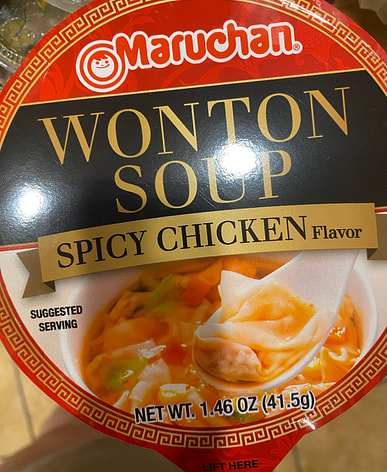 Maruchan®
WONTON
SOUP
SPICY CHICKEN Flavor
SUGGESTED
SERVING
NET WT. 1.46 OZ (41.5g)
LIFT HERE